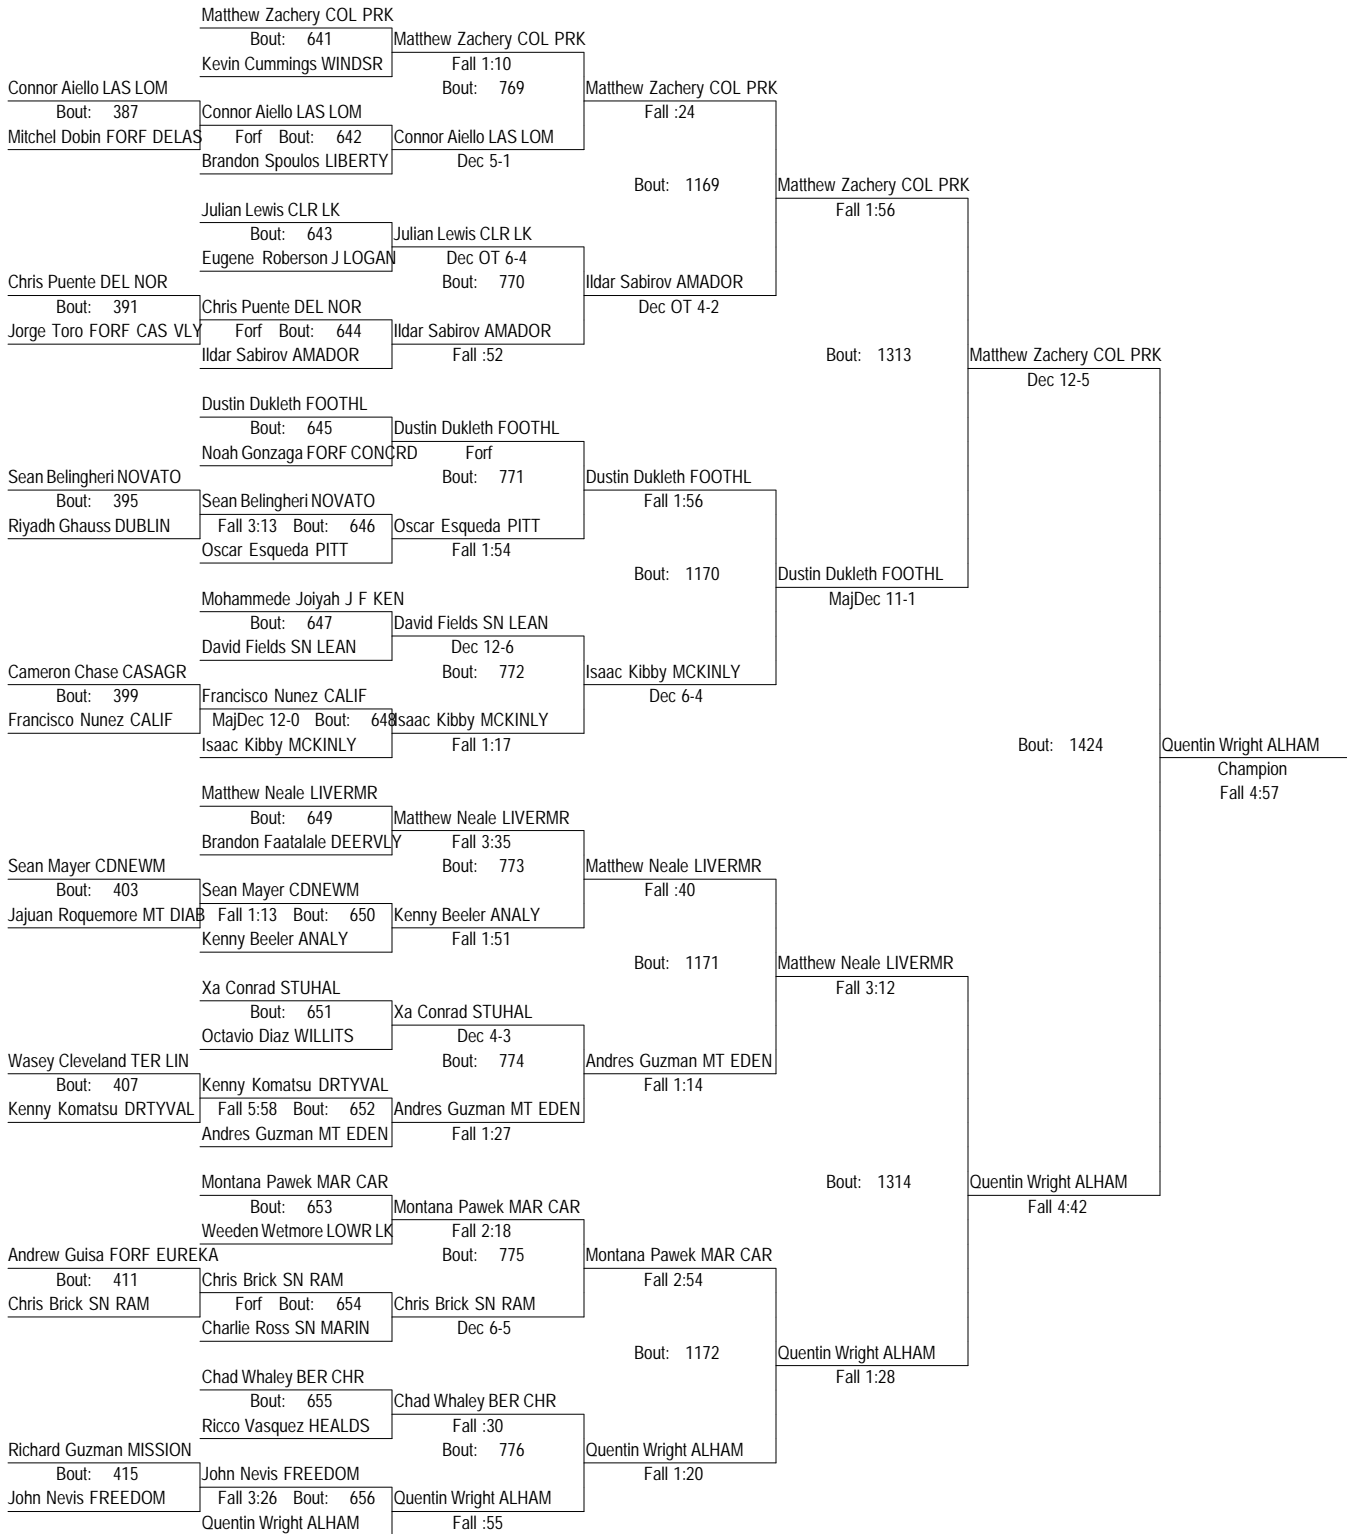 Matthew Zachery COL PRK
Bout: 641
Matthew Zachery COL PRK
Kevin Cummings WINDSR
Fall 1:10
Connor Aiello LAS LOM
Bout: 769
Matthew Zachery COL PRK
Bout: 387
Connor Aiello LAS LOM
Fall :24
Mitchel Dobin FORF DELAS
Forf Bout: 642
Connor Aiello LAS LOM
Brandon Spoulos LIBERTY
Dec 5-1
Bout: 1169
Matthew Zachery COL PRK
Julian Lewis CLR LK
Fall 1:56
Bout: 643
Julian Lewis CLR LK
Eugene Roberson J LOGAN
Dec OT 6-4
Chris Puente DEL NOR
Bout: 770
Ildar Sabirov AMADOR
Bout: 391
Chris Puente DEL NOR
Dec OT 4-2
Jorge Toro FORF CAS VLY
Forf Bout: 644
Ildar Sabirov AMADOR
Ildar Sabirov AMADOR
Fall :52
Bout: 1313
Matthew Zachery COL PRK
Dec 12-5
Dustin Dukleth FOOTHL
Bout: 645
Dustin Dukleth FOOTHL
Noah Gonzaga FORF CONCRD
Forf
Sean Belingheri NOVATO
Bout: 771
Dustin Dukleth FOOTHL
Bout: 395
Sean Belingheri NOVATO
Fall 1:56
Riyadh Ghauss DUBLIN
Fall 3:13 Bout: 646
Oscar Esqueda PITT
Oscar Esqueda PITT
Fall 1:54
Bout: 1170
Dustin Dukleth FOOTHL
Mohammede Joiyah J F KEN
MajDec 11-1
Bout: 647
David Fields SN LEAN
David Fields SN LEAN
Dec 12-6
Cameron Chase CASAGR
Bout: 772
Isaac Kibby MCKINLY
Bout: 399
Francisco Nunez CALIF
Dec 6-4
Francisco Nunez CALIF
MajDec 12-0 Bout: 648
Isaac Kibby MCKINLY
Isaac Kibby MCKINLY
Fall 1:17
Bout: 1424
Quentin Wright ALHAM
Champion
Fall 4:57
Matthew Neale LIVERMR
Bout: 649
Matthew Neale LIVERMR
Brandon Faatalale DEERVLY
Fall 3:35
Sean Mayer CDNEWM
Bout: 773
Matthew Neale LIVERMR
Bout: 403
Sean Mayer CDNEWM
Fall :40
Jajuan Roquemore MT DIAB
Fall 1:13 Bout: 650
Kenny Beeler ANALY
Kenny Beeler ANALY
Fall 1:51
Bout: 1171
Matthew Neale LIVERMR
Xa Conrad STUHAL
Fall 3:12
Bout: 651
Xa Conrad STUHAL
Octavio Diaz WILLITS
Dec 4-3
Wasey Cleveland TER LIN
Bout: 774
Andres Guzman MT EDEN
Bout: 407
Kenny Komatsu DRTYVAL
Fall 1:14
Kenny Komatsu DRTYVAL
Fall 5:58 Bout: 652
Andres Guzman MT EDEN
Andres Guzman MT EDEN
Fall 1:27
Bout: 1314
Quentin Wright ALHAM
Fall 4:42
Montana Pawek MAR CAR
Bout: 653
Montana Pawek MAR CAR
Weeden Wetmore LOWR LK
Fall 2:18
Andrew Guisa FORF EUREKA
Bout: 775
Montana Pawek MAR CAR
Bout: 411
Chris Brick SN RAM
Fall 2:54
Chris Brick SN RAM
Forf Bout: 654
Chris Brick SN RAM
Charlie Ross SN MARIN
Dec 6-5
Bout: 1172
Quentin Wright ALHAM
Chad Whaley BER CHR
Fall 1:28
Bout: 655
Chad Whaley BER CHR
Ricco Vasquez HEALDS
Fall :30
Richard Guzman MISSION
Bout: 776
Quentin Wright ALHAM
Bout: 415
John Nevis FREEDOM
Fall 1:20
John Nevis FREEDOM
Fall 3:26 Bout: 656
Quentin Wright ALHAM
Quentin Wright ALHAM
Fall :55